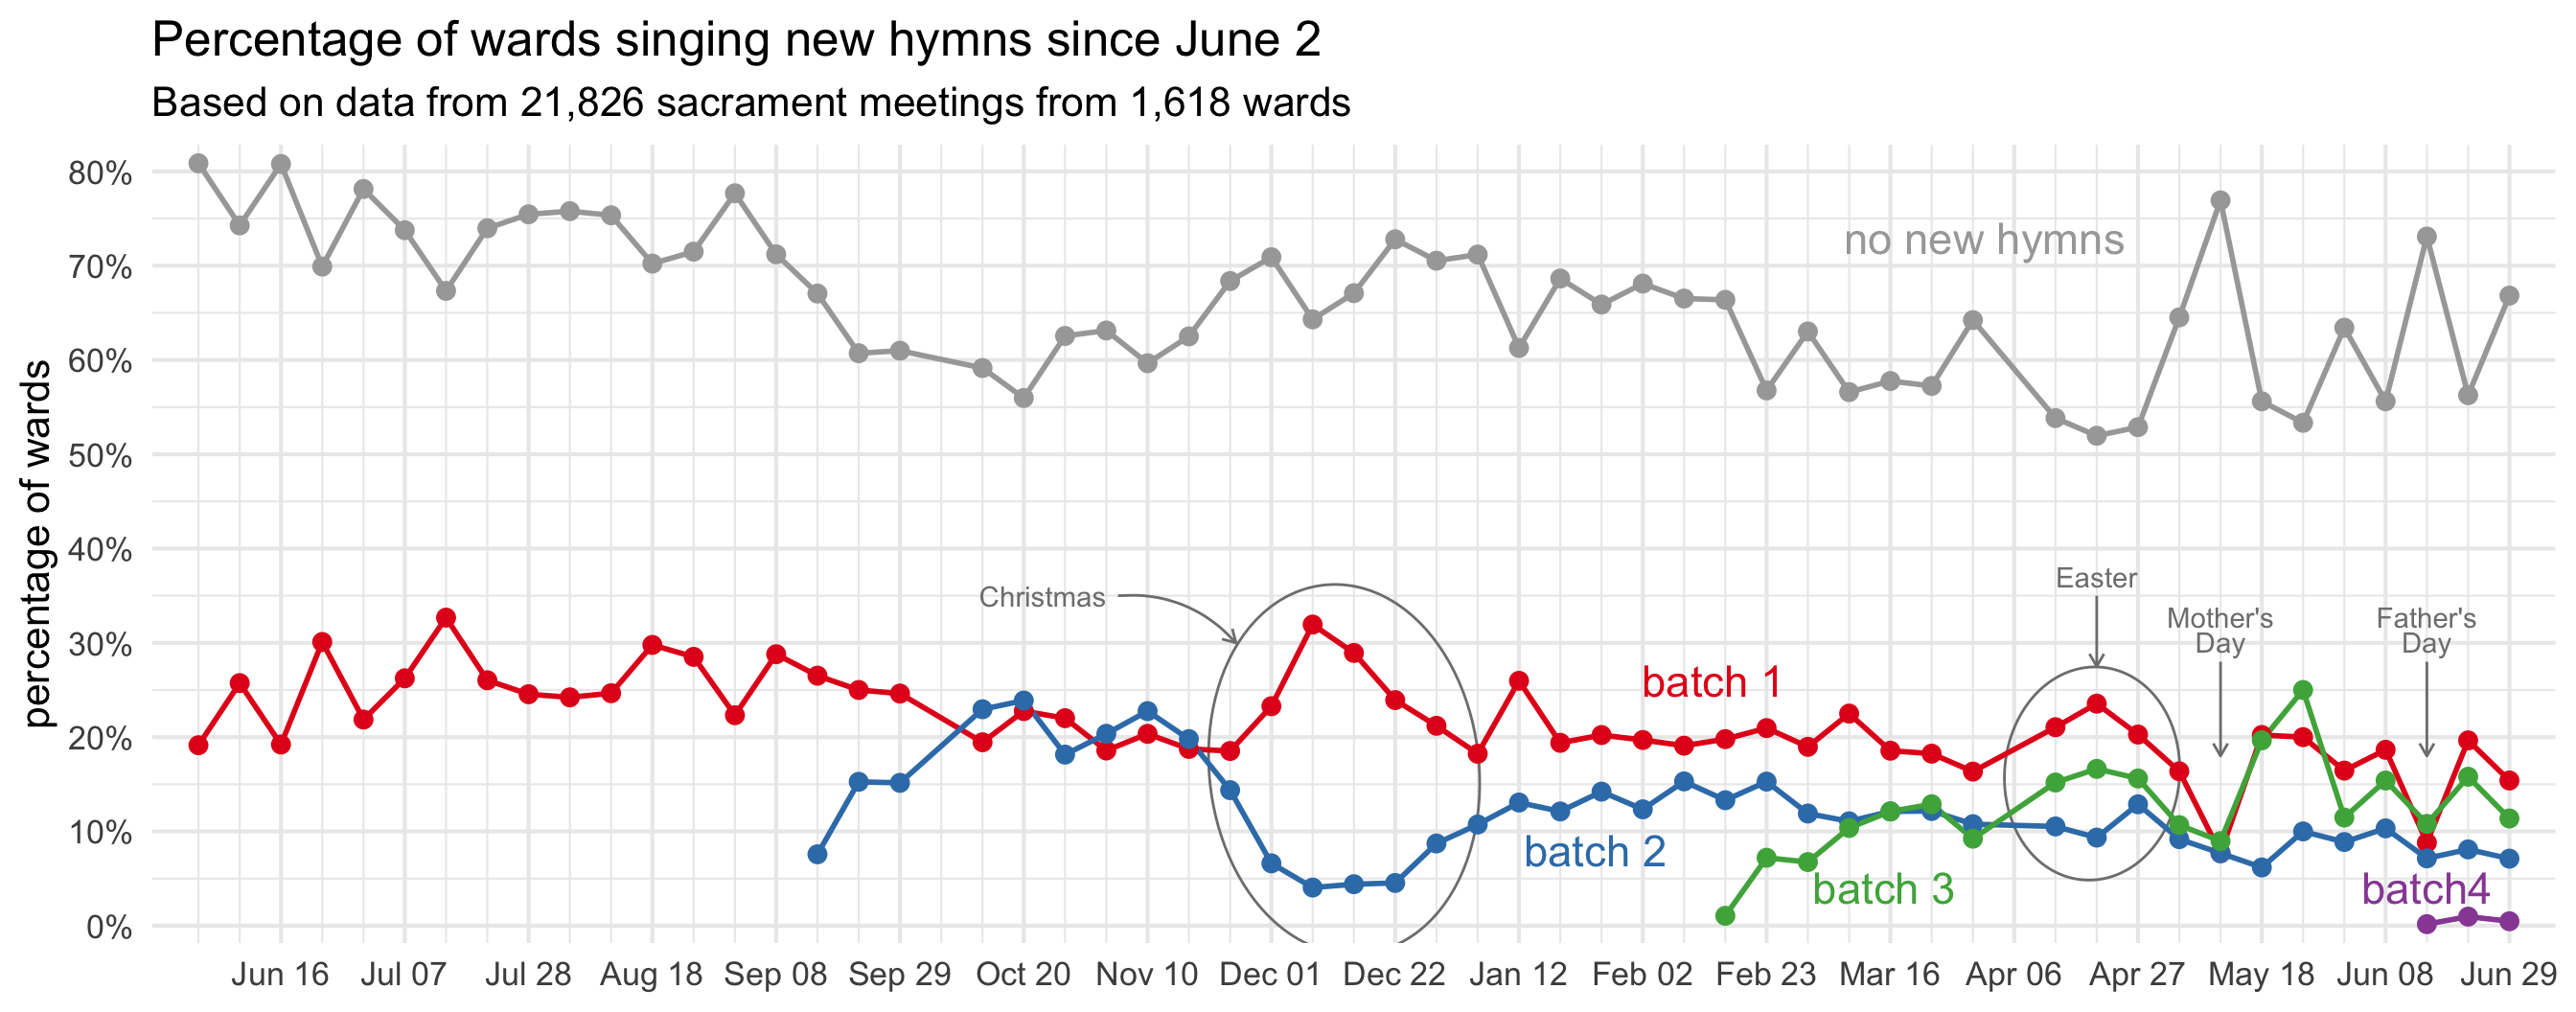 Percentage of wards singing new hymns since June 2
Based on data from 21,826 sacrament meetings from 1,618 wards
percentage of wards
80%
70%
60%
50%
40%
30%
20%
10%
0%
no new hymns
Christmas
Easter
Mother's
Day
Father's
Day
batch 1
batch 2
batch 3
batch4
Jun 16 Jul 07 Jul 28 Aug 18 Sep 08 Sep 29 Oct 20 Nov 10 Dec 01 Dec 22 Jan 12 Feb 02 Feb 23 Mar 16 Apr 06 Apr 27 May 18 Jun 08 Jun 29